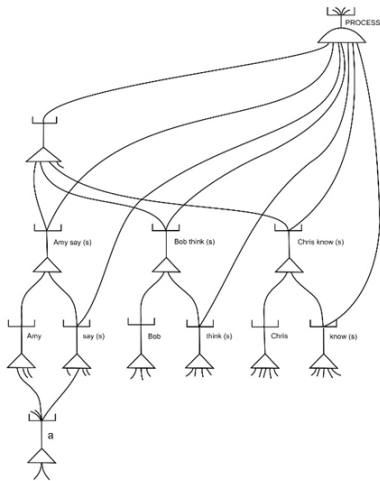 PROCESS
Amy say (s)
Bob think (s)
Chris know (s)
Amy
say (s)
Bob
think (s)
Chris
know (s)
a